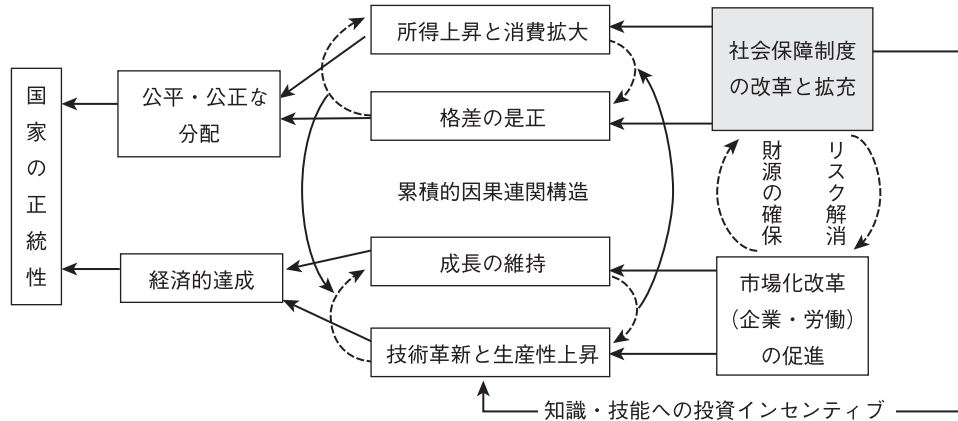 国家の正統性
公平・公正な
分配
経済的達成
所得上昇と消費拡大
格差の是正
累積的因果連関構造
成長の維持
技術革新と生産性上昇
社会保障制度
の改革と拡充
財源の確保
リスク解消
市場化改革
（企業・労働）
の促進
知識・技能への投資インセンティブ